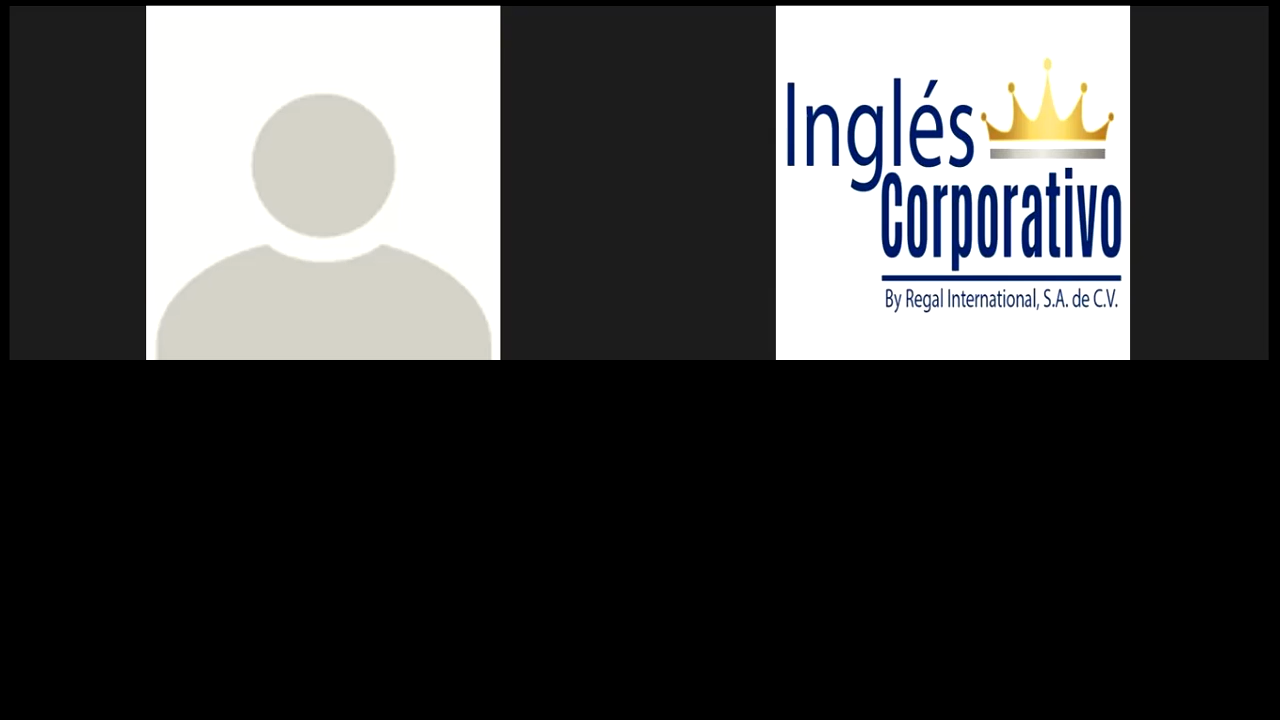 Inglés
Corporativo
By Regal International, S.A. de C.V.